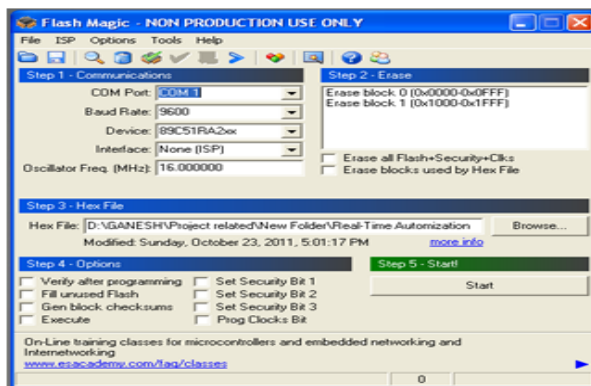 Flash Magic - NON PRODUCTION USE ONLY
File ISP Options Tools Help
Step 1 - Communications
COM Port: COM 1
Baud Rate: 9600
Device: 89C51RA2xx
Interface: None (ISP)
Oscillator Freq. (MHz): 16.000000
Step 2 - Erase
Erase block 0 (0x0000-0x0FFF)
Erase block 1 (0x1000-0x1FFF)
Erase all Flash+Security+Clks
Erase blocks used by Hex File
Step 3 - Hex File
Hex File: D:\GANESH\Project related\New Folder\Real-Time Automization Browse...
Modified: Sunday, October 23, 2011, 5:01:17 PM more info
Step 4 - Options
Verify after programming Set Security Bit 1
Fill unused Flash Set Security Bit 2
Gen block checksums Set Security Bit 3
Execute Prog Clocks Bit
Step 5 - Start!
Start
On-Line training classes for microcontrollers and embedded networking and
Internetworking
www.esacademy.com/faq/classes
0